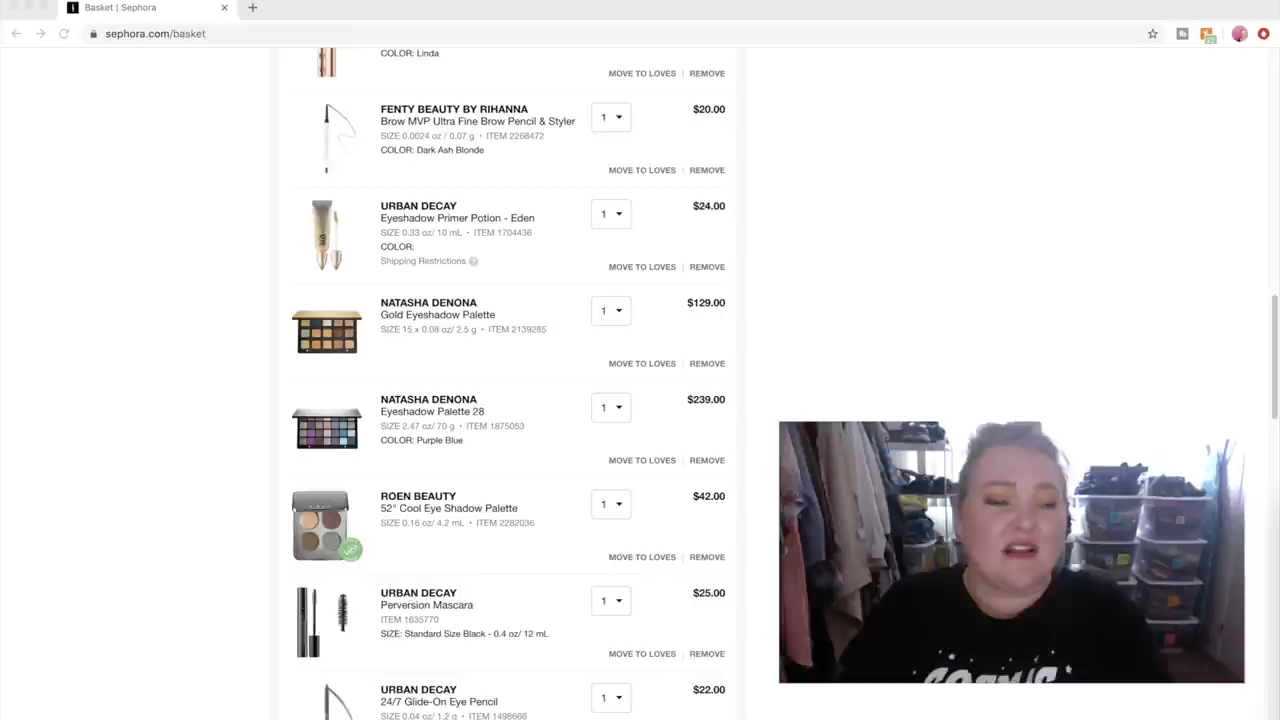 Basket | Sephora
sephora.com/basket
COLOR: Linda
MOVE TO LOVES | REMOVE
FENTY BEAUTY BY RIHANNA
1
$20.00
Brow MVP Ultra Fine Brow Pencil & Styler
SIZE 0.0024 oz / 0.07 g • ITEM 2268472
COLOR: Dark Ash Blonde
MOVE TO LOVES | REMOVE
URBAN DECAY
1
$24.00
Eyeshadow Primer Potion - Eden
SIZE 0.33 oz/ 10 mL • ITEM 1704436
COLOR:
Shipping Restrictions ?
MOVE TO LOVES | REMOVE
NATASHA DENONA
1
$129.00
Gold Eyeshadow Palette
SIZE 15 x 0.08 oz/ 2.5 g • ITEM 2139285
MOVE TO LOVES | REMOVE
NATASHA DENONA
1
$239.00
Eyeshadow Palette 28
SIZE 2.47 oz/ 70 g • ITEM 1875053
COLOR: Purple Blue
MOVE TO LOVES | REMOVE
ROEN BEAUTY
1
$42.00
52° Cool Eye Shadow Palette
SIZE 0.16 oz/ 4.2 mL • ITEM 2282036
MOVE TO LOVES | REMOVE
URBAN DECAY
1
$25.00
Perversion Mascara
ITEM 1635770
SIZE: Standard Size Black - 0.4 oz/ 12 mL
MOVE TO LOVES | REMOVE
URBAN DECAY
1
$22.00
24/7 Glide-On Eye Pencil
SIZE 0.04 oz/ 1.2 g • ITEM 1498666